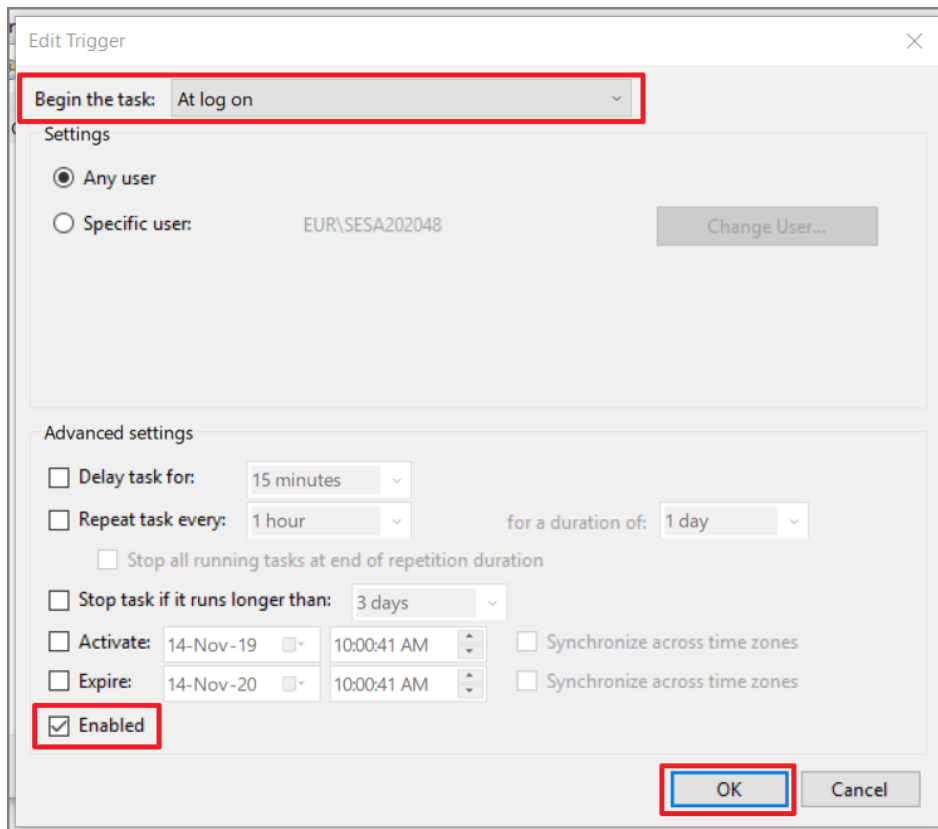 Edit Trigger
Begin the task: At log on
Settings
Any user
Specific user: EUR\SESA202048 Change User...
Advanced settings
Delay task for: 15 minutes
Repeat task every: 1 hour for a duration of: 1 day
Stop all running tasks at end of repetition duration
Stop task if it runs longer than: 3 days
Activate: 14-Nov-19 10:00:41 AM Synchronize across time zones
Expire: 14-Nov-20 10:00:41 AM Synchronize across time zones
Enabled
OK Cancel